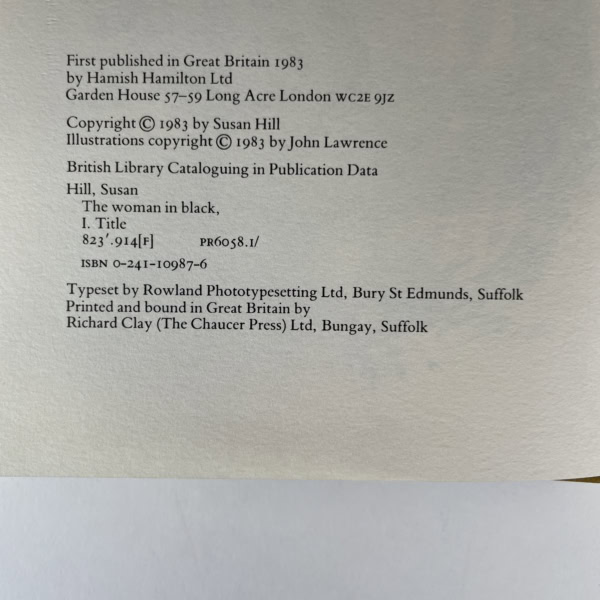 First published in Great Britain 1983
by Hamish Hamilton Ltd
Garden House 57–59 Long Acre London WC2E 9JZ
Copyright © 1983 by Susan Hill
Illustrations copyright © 1983 by John Lawrence
British Library Cataloguing in Publication Data
Hill, Susan
The woman in black,
I. Title
823'.914[F] PR6058.I/
ISBN 0-241-10987-6
Typeset by Rowland Phototypesetting Ltd, Bury St Edmunds, Suffolk
Printed and bound in Great Britain by
Richard Clay (The Chaucer Press) Ltd, Bungay, Suffolk